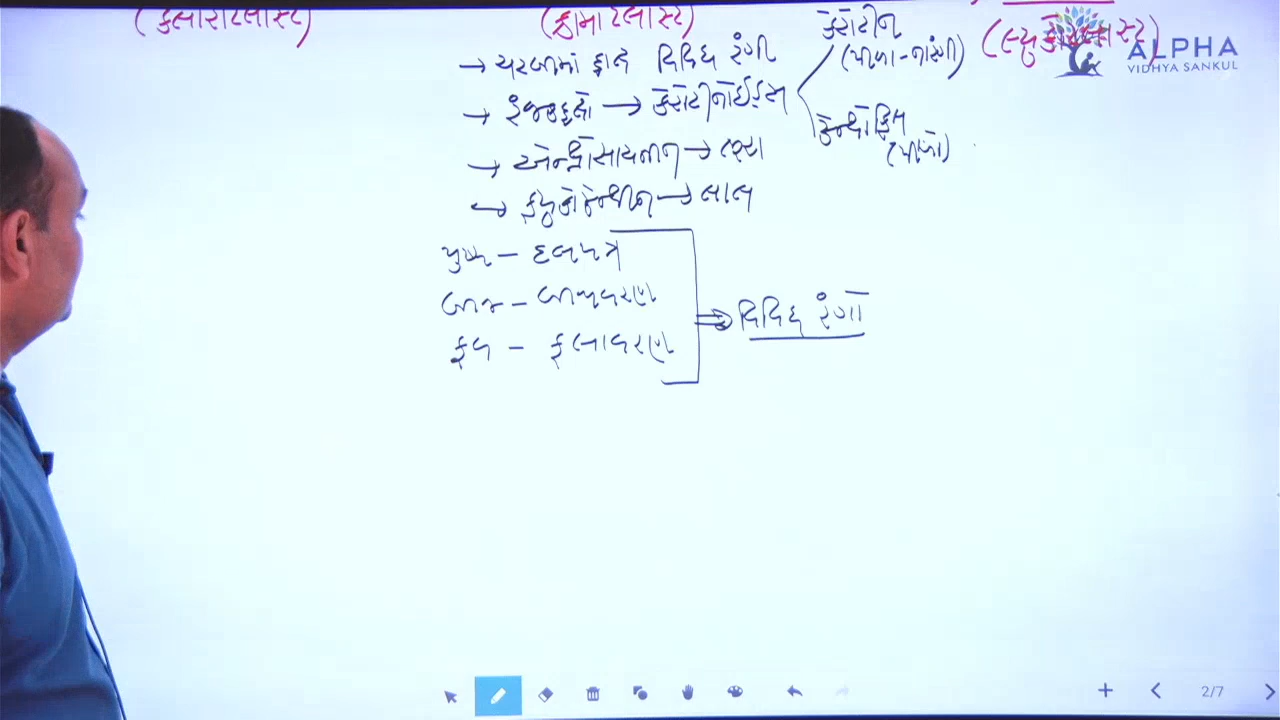 (ક્લોરોપ્લાસ્ટ) (ક્રોમોપ્લાસ્ટ) (લ્યુકોપ્લાસ્ટ)
ALPHA
VIDHYA SANKUL
કેરોટીન
(પીળા-નારંગી)
→ ચરબીમાં દ્રાવ્ય વિવિધ રંગી
→ રંજકદ્રવ્યો → કેરોટીનોઈડ્સ
ઝેન્થોફિલ
(પીળો)
→ એન્થ્રોસાયનીન →
→ ફ્યુકોઝેન્થીન → લાલ
પુષ્પ - દલપત્ર
બીજ - બીજાવરણ
ફળ - ફલાવરણ
⇒ વિવિધ રંગો
2/7